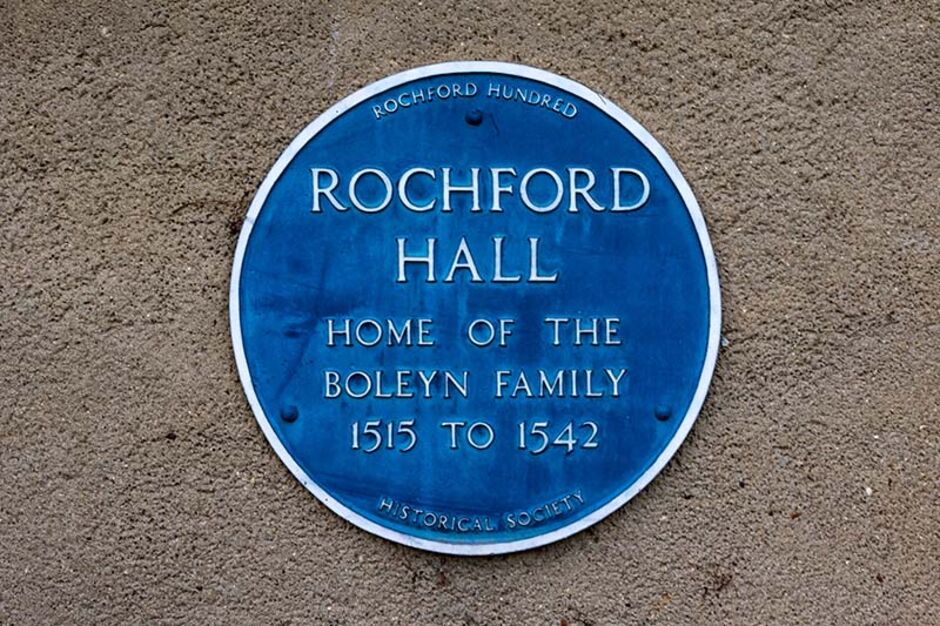 ROCHFORD HUNDRED
ROCHFORD
HALL
HOME OF THE
BOLEYN FAMILY
1515 TO 1542
HISTORICAL SOCIETY